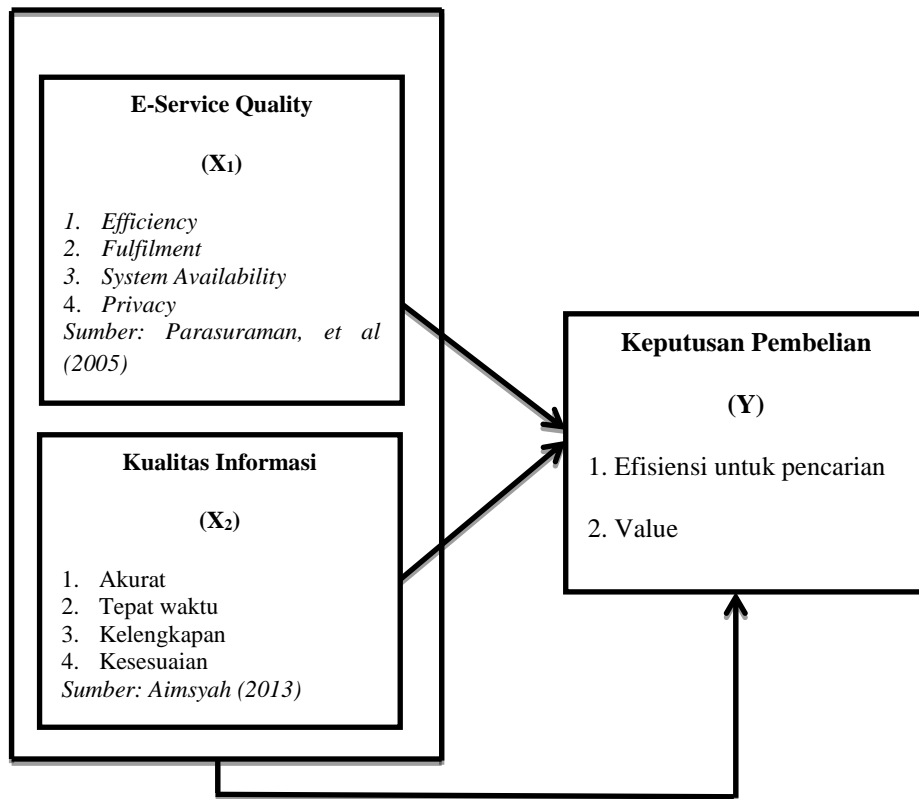 E-Service Quality
(X₁)
1. Efficiency
2. Fulfilment
3. System Availability
4. Privacy
Sumber: Parasuraman, et al
(2005)
Kualitas Informasi
(X₂)
1. Akurat
2. Tepat waktu
3. Kelengkapan
4. Kesesuaian
Sumber: Aimsyah (2013)
Keputusan Pembelian
(Y)
1. Efisiensi untuk pencarian
2. Value